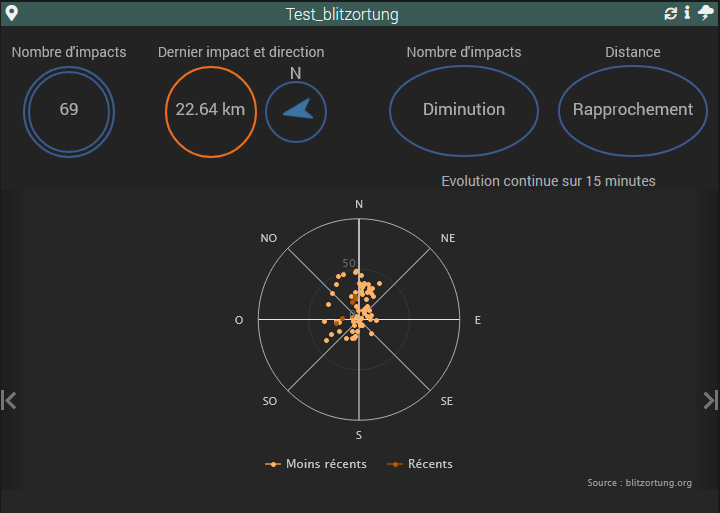 Test_blitzortung
Nombre d'impacts
Dernier impact et direction
Nombre d'impacts
Distance
N
69
22.64 km
Diminution
Rapprochement
Evolution continue sur 15 minutes
N
NO
NE
50
O
E
SO
SE
S
Moins récents
Récents
Source : blitzortung.org